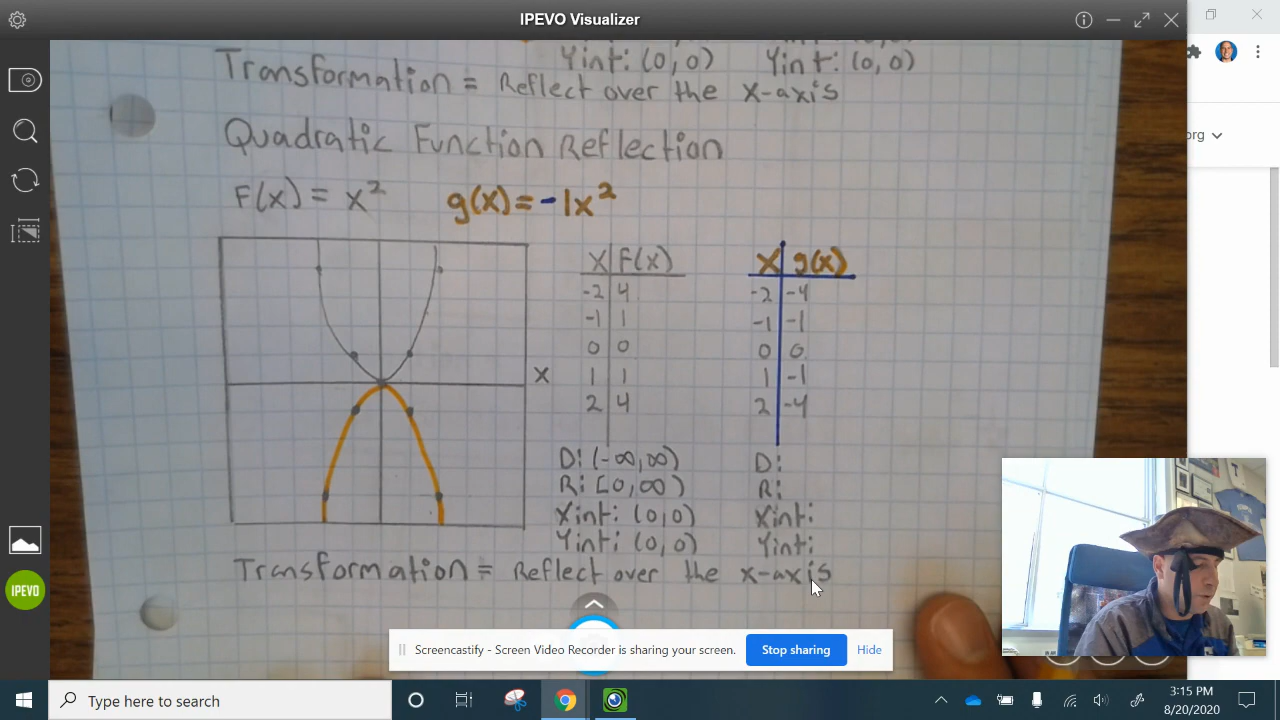 IPEVO Visualizer
Yint: (0,0) Yint: (0,0)
Transformation = Reflect over the x-axis
Quadratic Function Reflection
F(x) = x² g(x) = -1x²
X F(x) X g(x)
-2 4 -2 -4
-1 1 -1 -1
0 0 0 0
X 1 1 1 -1
2 4 2 -4
D: (-∞,∞) D:
R: [0,∞) R:
Xint: (0,0) Xint:
Yint: (0,0) Yint:
Transformation = Reflect over the x-axis
org
IPEVO
Screencastify - Screen Video Recorder is sharing your screen. Stop sharing Hide
Type here to search
3:15 PM
8/20/2020